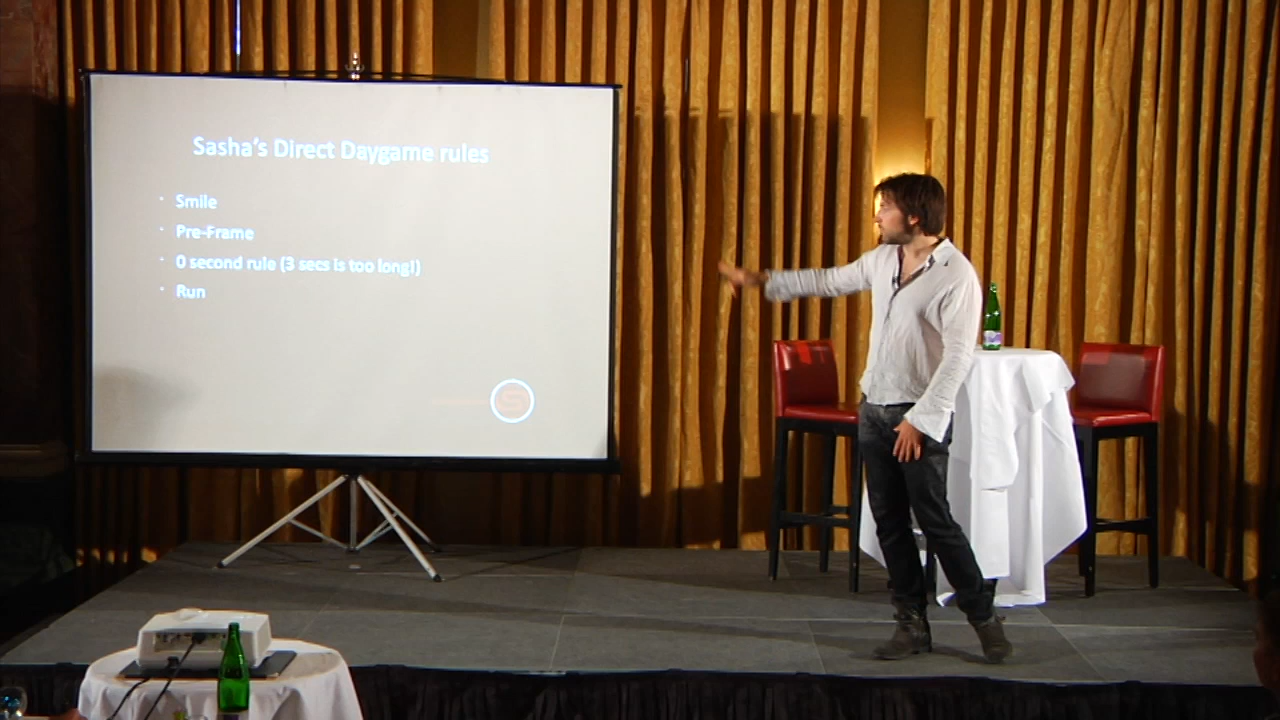 Sasha's Direct Daygame rules
Smile
Pre-Frame
0 second rule (3 secs is too long!)
Run